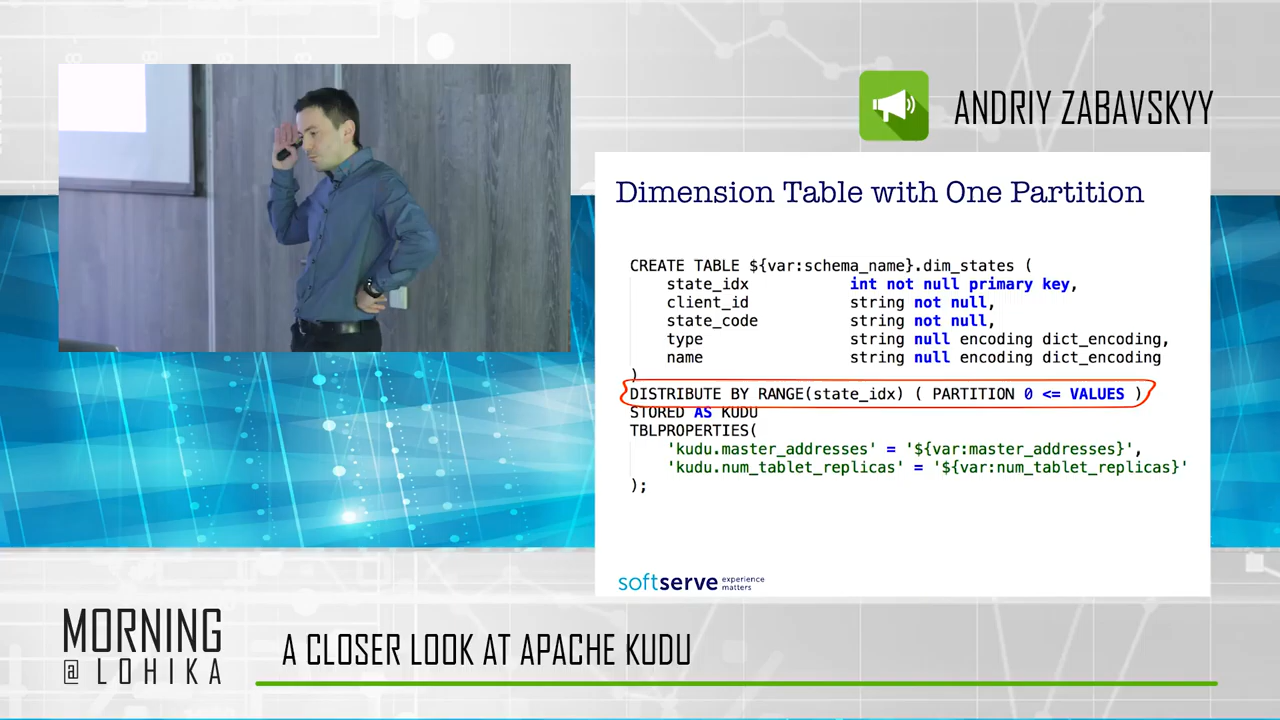 ANDRIY ZABAVSKYY
Dimension Table with One Partition
CREATE TABLE ${var:schema_name}.dim_states (
state_idx int not null primary key,
client_id string not null,
state_code string not null,
type string null encoding dict_encoding,
name string null encoding dict_encoding
)
DISTRIBUTE BY RANGE(state_idx) ( PARTITION 0 <= VALUES )
STORED AS KUDU
TBLPROPERTIES(
'kudu.master_addresses' = '${var:master_addresses}',
'kudu.num_tablet_replicas' = '${var:num_tablet_replicas}'
);
softserve experience matters
MORNING
@ LOHIKA
A CLOSER LOOK AT APACHE KUDU